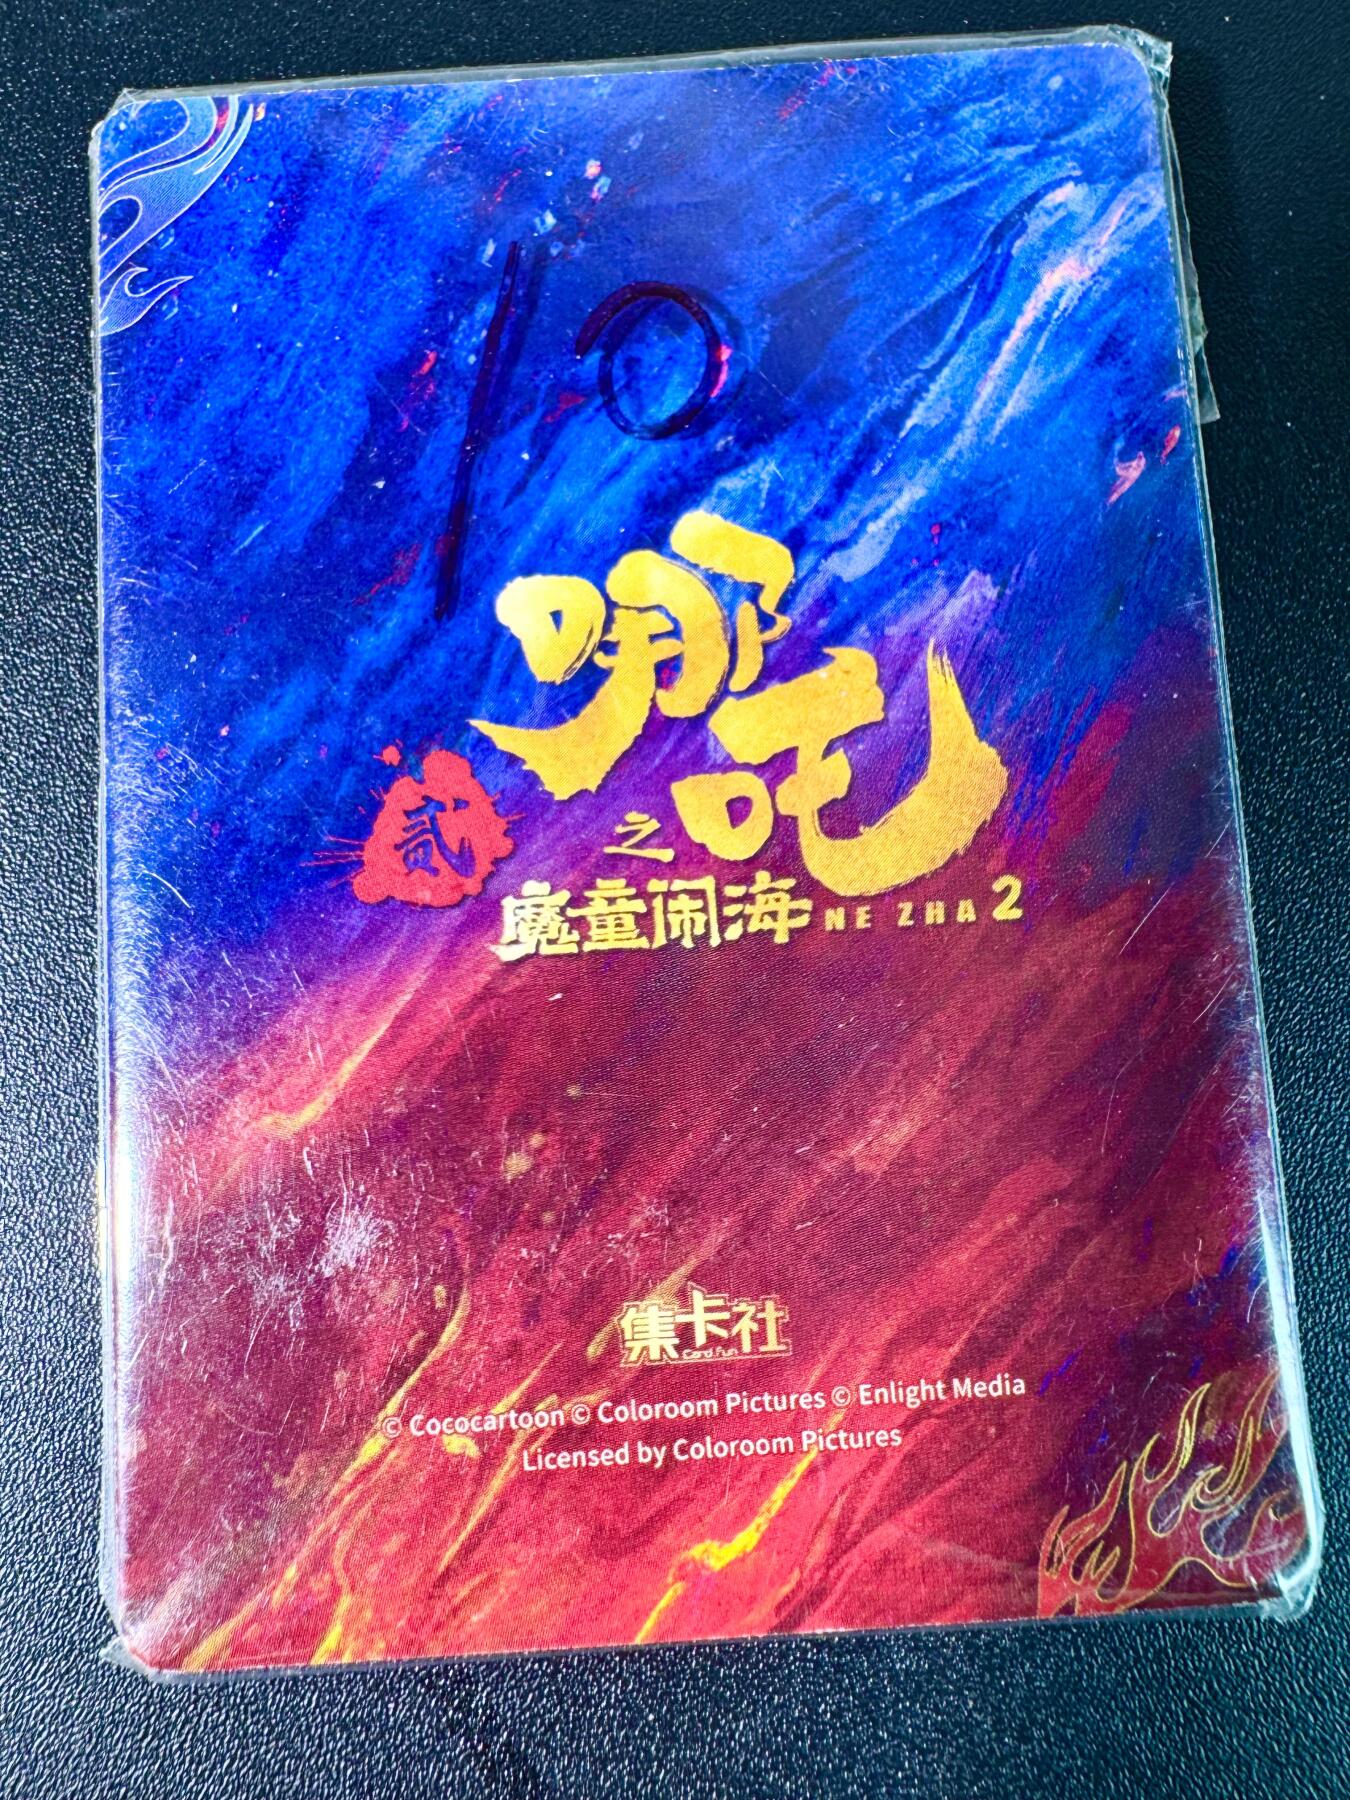 10
哪吒
贰
之
魔童闹海 NE ZHA 2
集卡社
Card Fun
© Cococartoon © Coloroom Pictures © Enlight Media
Licensed by Coloroom Pictures